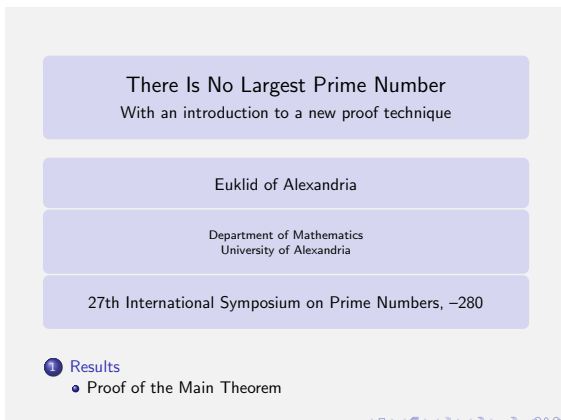 There Is No Largest Prime Number
With an introduction to a new proof technique
Euklid of Alexandria
Department of Mathematics
University of Alexandria
27th International Symposium on Prime Numbers, –280
1 Results
Proof of the Main Theorem